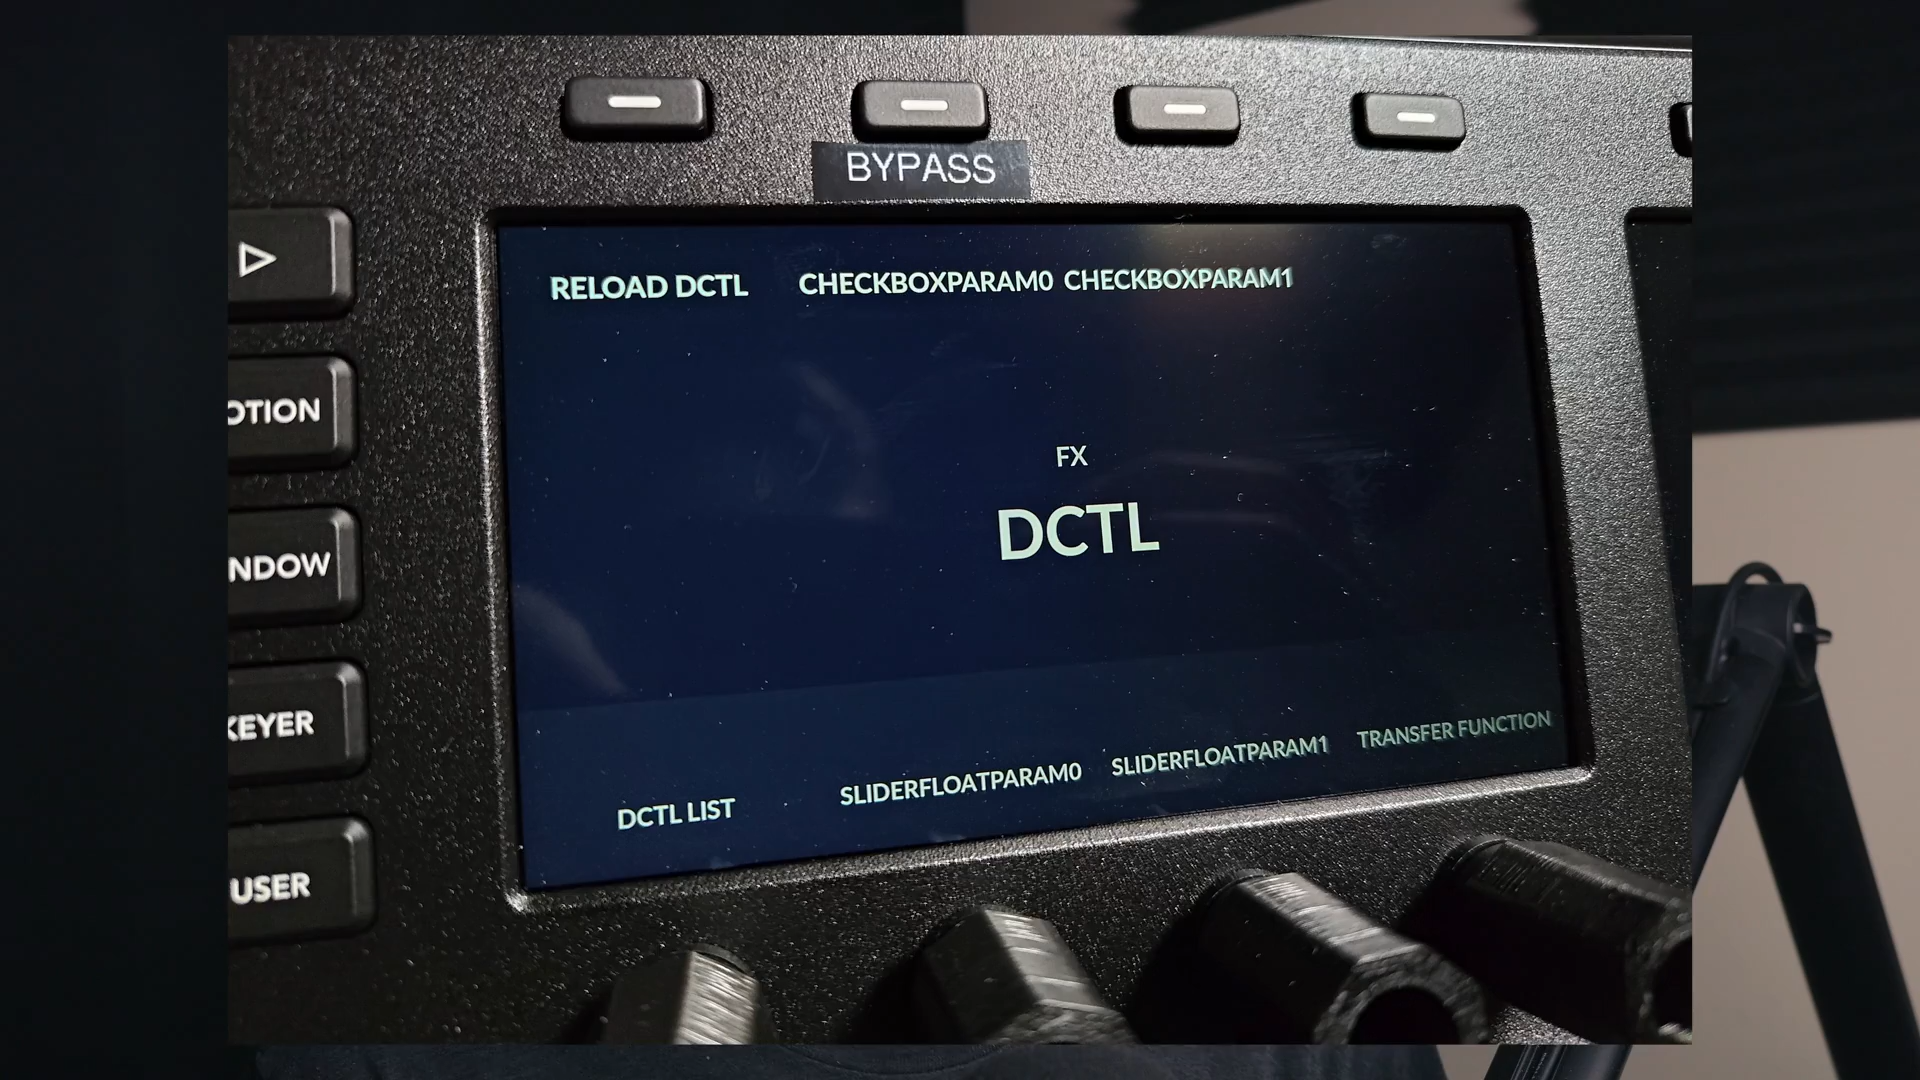 BYPASS
RELOAD DCTL CHECKBOXPARAM0 CHECKBOXPARAM1
OTION
FX
DCTL
NDOW
KEYER
DCTL LIST SLIDERFLOATPARAM0 SLIDERFLOATPARAM1 TRANSFER FUNCTION
USER